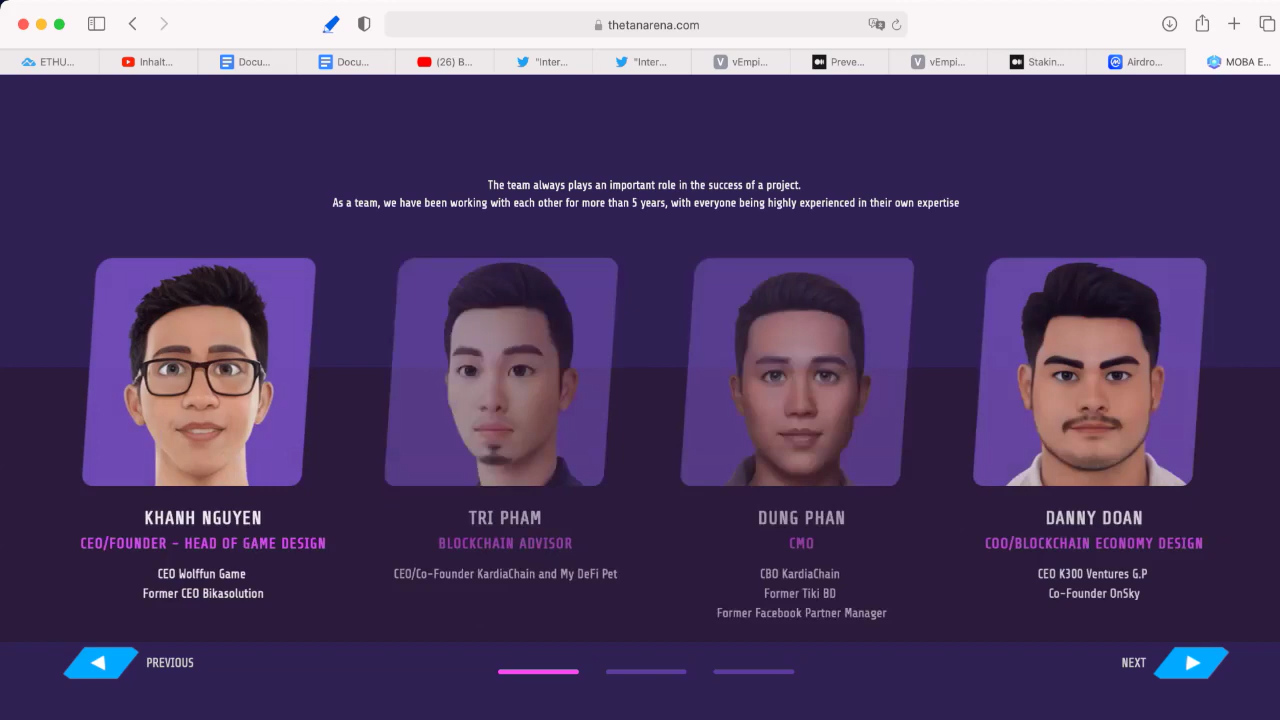 thetanarena.com
ETHU...
Inhalt...
Docu...
Docu...
(26) B...
"Inter...
"Inter...
vEmpi...
Preve...
vEmpi...
Stakin...
Airdro...
MOBA E...
The team always plays an important role in the success of a project.
As a team, we have been working with each other for more than 5 years, with everyone being highly experienced in their own expertise
KHANH NGUYEN
CEO/FOUNDER - HEAD OF GAME DESIGN
CEO Wolffun Game
Former CEO Bikasolution
TRI PHAM
BLOCKCHAIN ADVISOR
CEO/Co-Founder KardiaChain and My DeFi Pet
DUNG PHAN
CMO
CBO KardiaChain
Former Tiki BD
Former Facebook Partner Manager
DANNY DOAN
COO/BLOCKCHAIN ECONOMY DESIGN
CEO K300 Ventures G.P
Co-Founder OnSky
PREVIOUS
NEXT